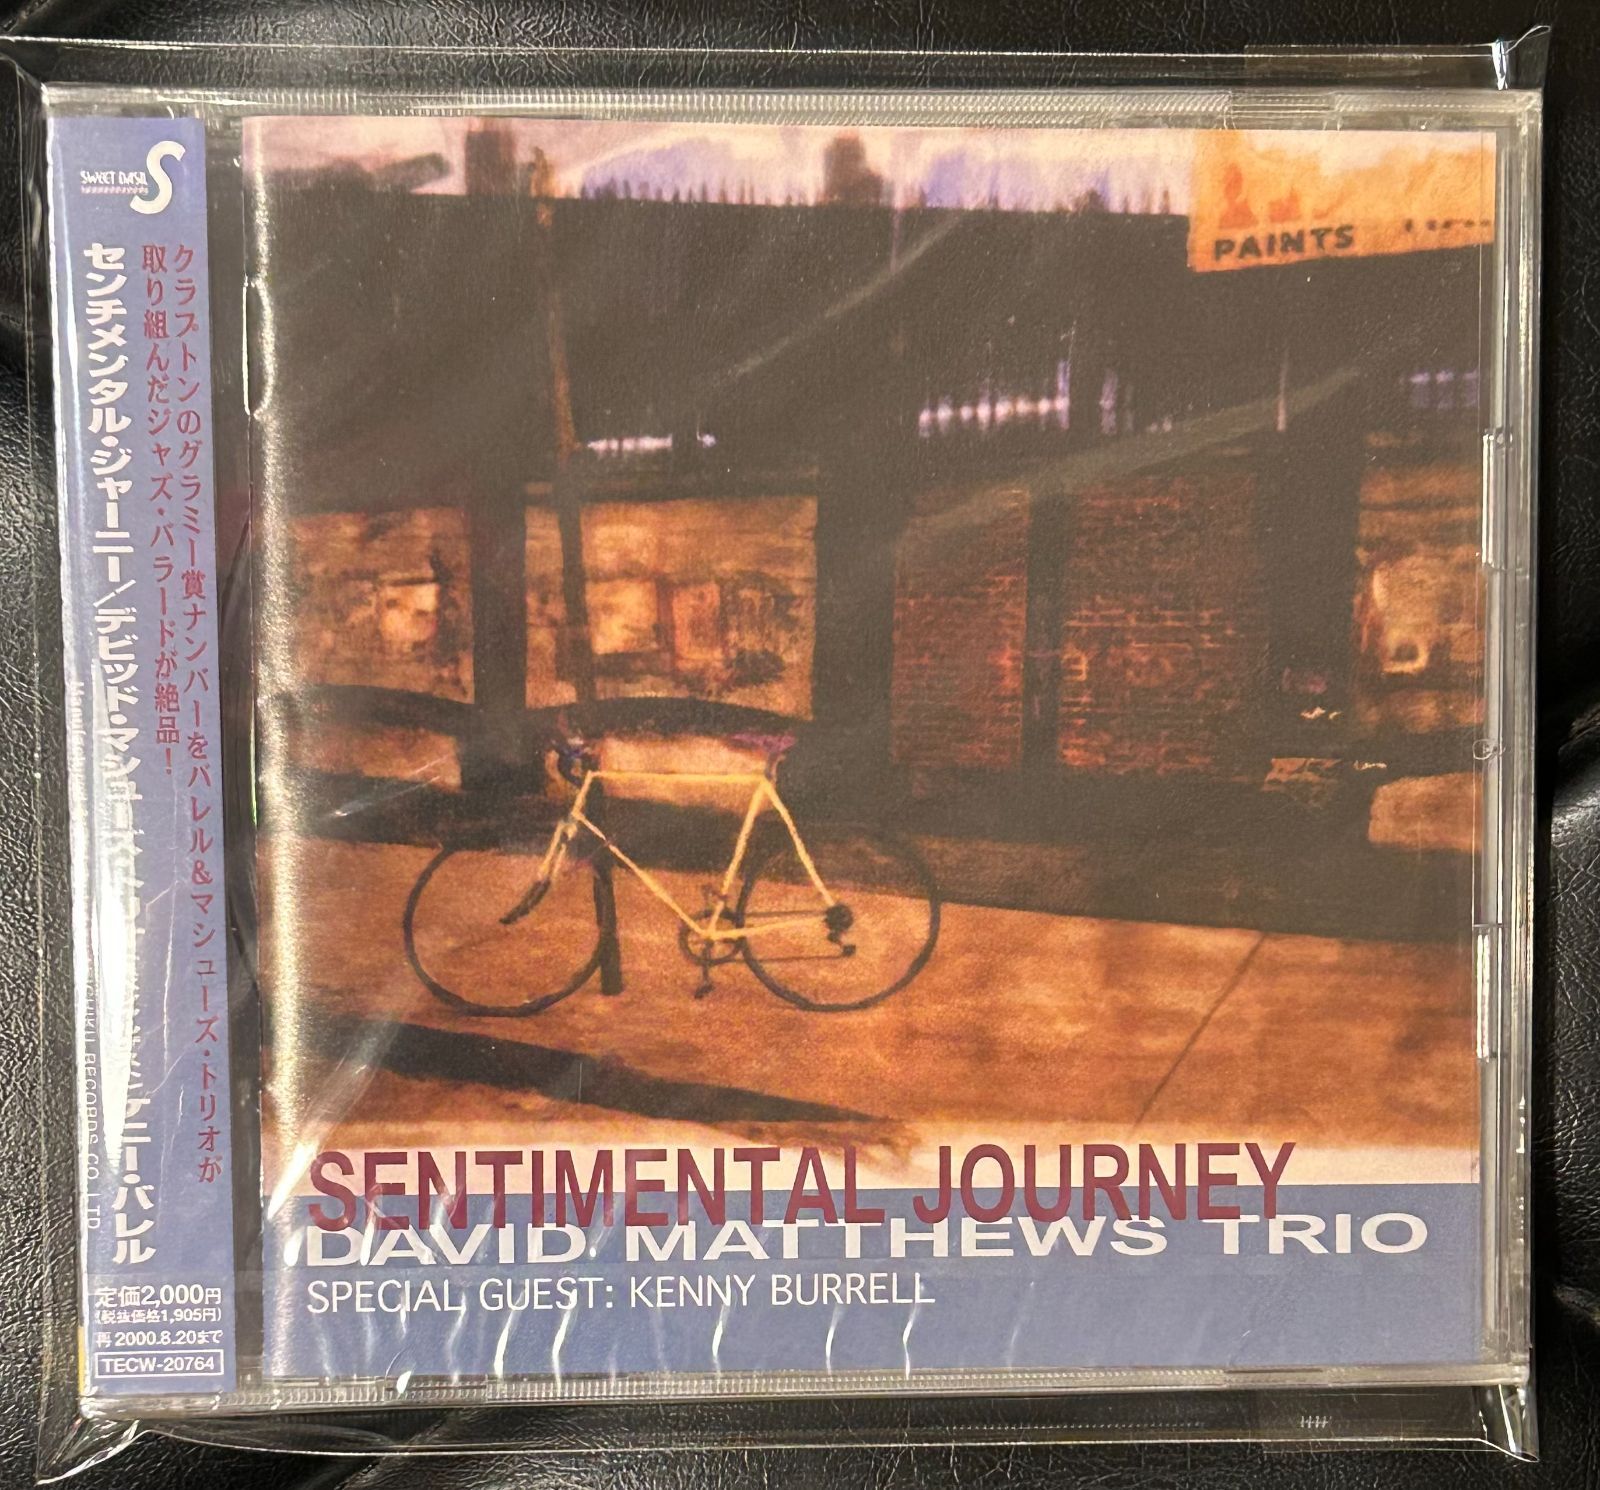 SWEET BASIL
S
クラプトンのグラミー賞ナンバーをバレル&マシューズ・トリオが
取り組んだジャズ・バラードが絶品!
センチメンタル・ジャーニー/デビッド・マシューズ・トリオ
ケニー・バレル
RECORDS CO., LTD.
定価2,000円
(税抜価格1,905円)
再 2000.8.20まで
TECW-20764
PAINTS
SENTIMENTAL JOURNEY
DAVID MATTHEWS TRIO
SPECIAL GUEST: KENNY BURRELL